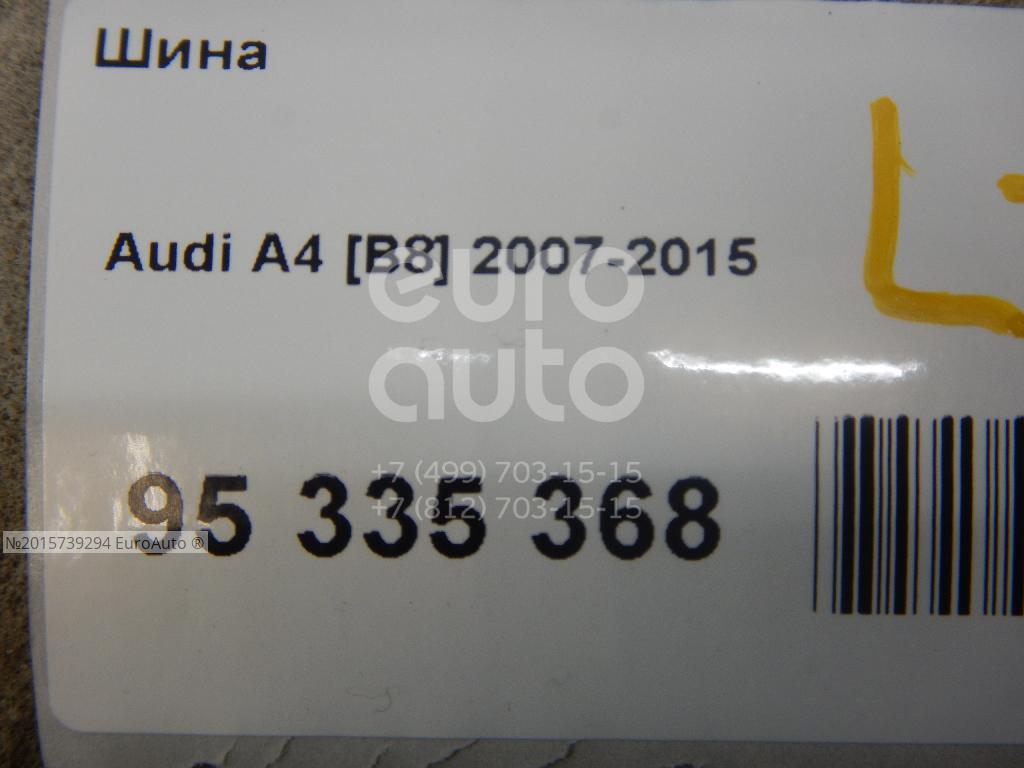 Шина
Audi A4 [B8] 2007-2015
euro
auto
+7 (499) 703-15-15
95 335 368
+7 (812) 703-15-15
№2015739294 EuroAuto ®